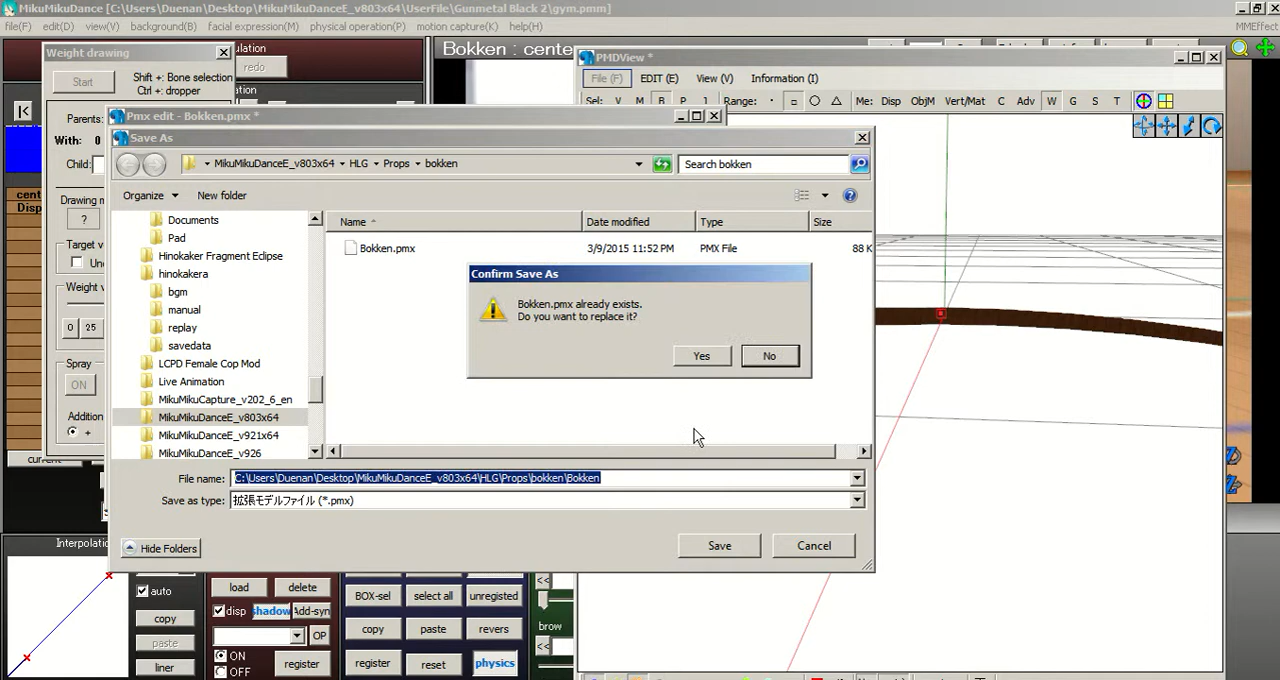 MikuMikuDance [C:\Users\Duenan\Desktop\MikuMikuDanceE_v803x64\UserFile\Gunmetal Black 2\gym.pmm]
file(F) edit(D) view(V) background(B) facial expression(M) physical operation(P) motion capture(K) help(H) MMEffect
Weight drawing
ulation
Bokken : cente
PMDView *
Start
Shift +: Bone selection
Ctrl +: dropper
redo
File (F) EDIT (E) View (V) Information (I)
Sel: V M B P J Range: Me: Disp ObjM Vert/Mat C Adv W G S T
Parents:
With: 0
Child:
Pmx edit - Bokken.pmx *
Save As
MikuMikuDanceE_v803x64 HLG Props bokken
Search bokken
Organize New folder
cent
Disp
Drawing m
?
Target v
Un
Weight v
0 25
Spray
ON
Addition
+
current
Documents
Pad
Hinokaker Fragment Eclipse
hinokakera
bgm
manual
replay
savedata
LCPD Female Cop Mod
Live Animation
MikuMikuCapture_v202_6_en
MikuMikuDanceE_v803x64
MikuMikuDanceE_v921x64
MikuMikuDanceE_v926
Name Date modified Type Size
Bokken.pmx 3/9/2015 11:52 PM PMX File 88 K
Confirm Save As
Bokken.pmx already exists.
Do you want to replace it?
Yes No
File name: C:\Users\Duenan\Desktop\MikuMikuDanceE_v803x64\HLG\Props\bokken\Bokken
Save as type: 拡張モデルファイル (*.pmx)
Hide Folders Save Cancel
Interpolatio
auto
copy
paste
liner
load delete
disp shadow Add-syn
OP
ON
OFF
register
BOX-sel select all unregisted
copy paste revers
register reset physics
<<
brow
<<